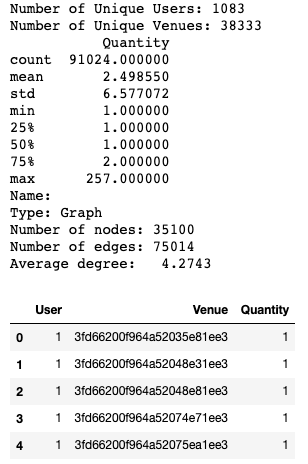 Number of Unique Users: 1083
Number of Unique Venues: 38333
Quantity
count 91024.000000
mean 2.498550
std 6.577072
min 1.000000
25% 1.000000
50% 1.000000
75% 2.000000
max 257.000000
Name:
Type: Graph
Number of nodes: 35100
Number of edges: 75014
Average degree: 4.2743
User Venue Quantity
0 1 3fd66200f964a52035e81ee3 1
1 1 3fd66200f964a52048e31ee3 1
2 1 3fd66200f964a52048e81ee3 1
3 1 3fd66200f964a52074e71ee3 1
4 1 3fd66200f964a52075ea1ee3 1